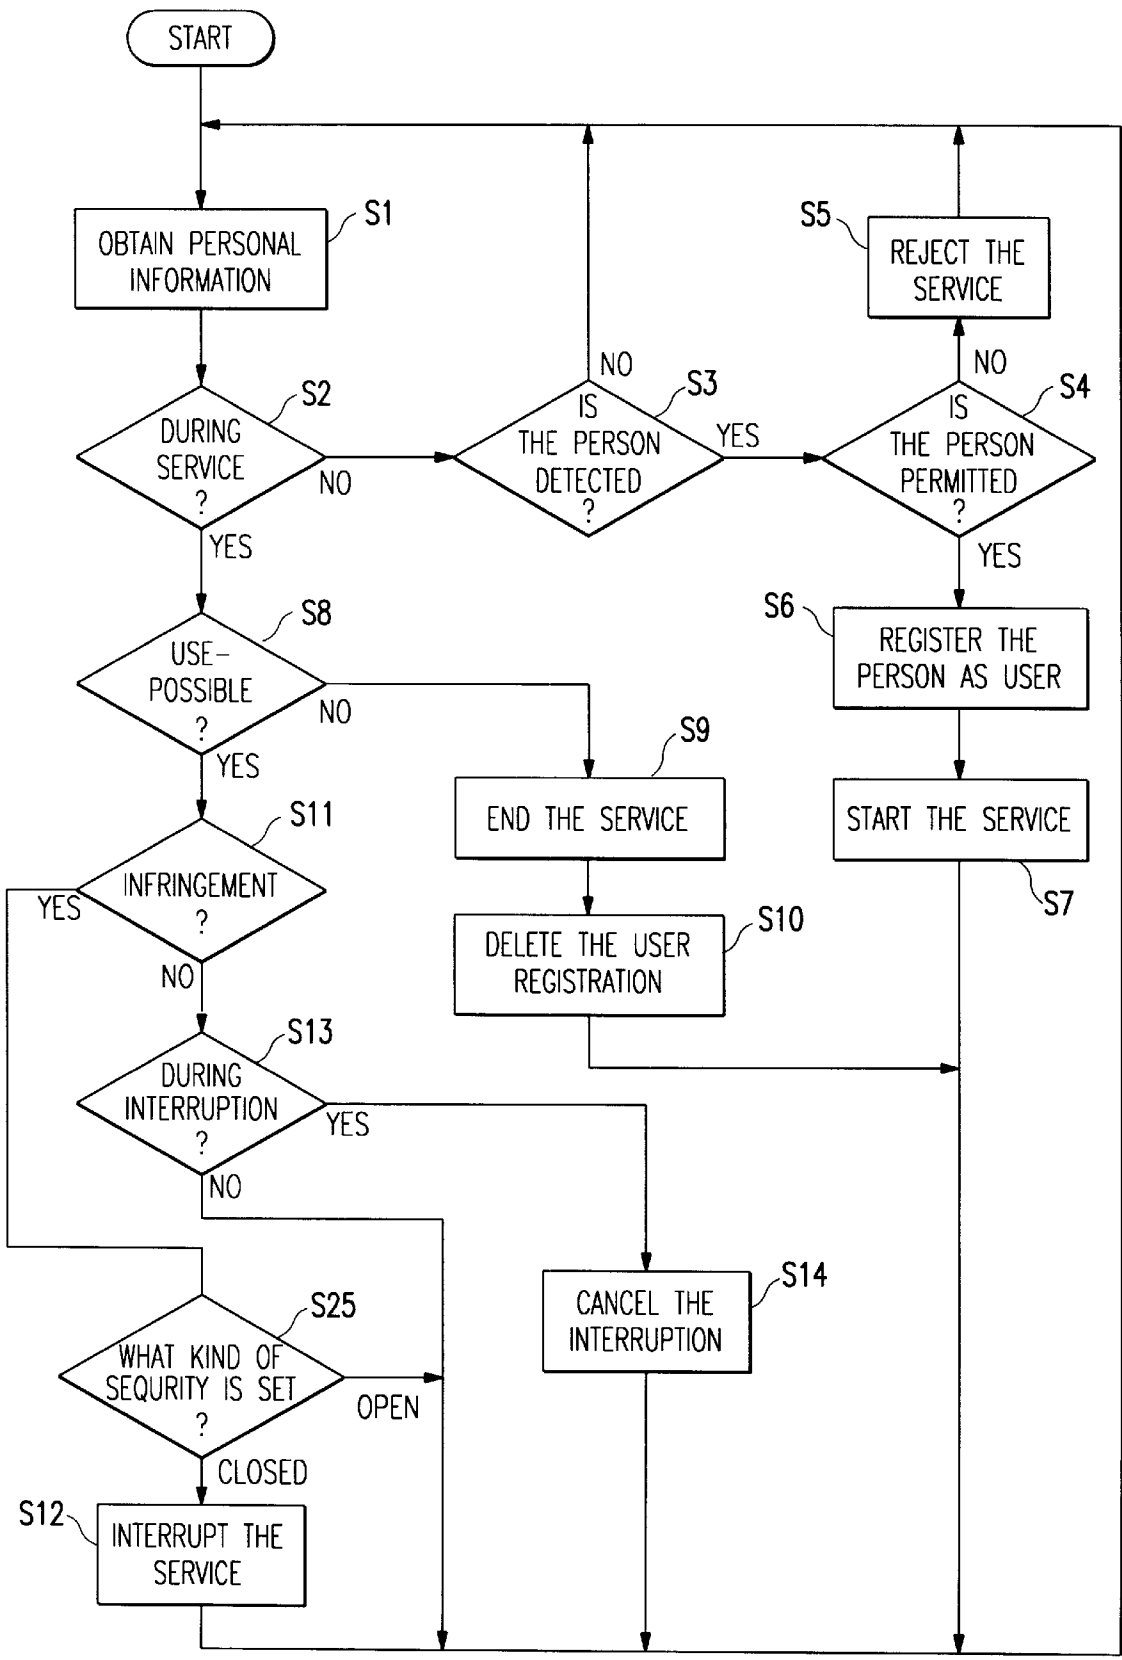 START
S1
OBTAIN PERSONAL
INFORMATION
S5
REJECT THE
SERVICE
S2
DURING
SERVICE
?
NO
YES
NO
S3
IS
THE PERSON
DETECTED
?
YES
NO
S4
IS
THE PERSON
PERMITTED
?
YES
S8
USE-
POSSIBLE
?
NO
YES
S6
REGISTER THE
PERSON AS USER
S9
END THE SERVICE
START THE SERVICE
S7
S11
INFRINGEMENT
?
YES
NO
S10
DELETE THE USER
REGISTRATION
S13
DURING
INTERRUPTION
?
YES
NO
S14
CANCEL THE
INTERRUPTION
S25
WHAT KIND OF
SEQURITY IS SET
?
OPEN
CLOSED
S12
INTERRUPT THE
SERVICE